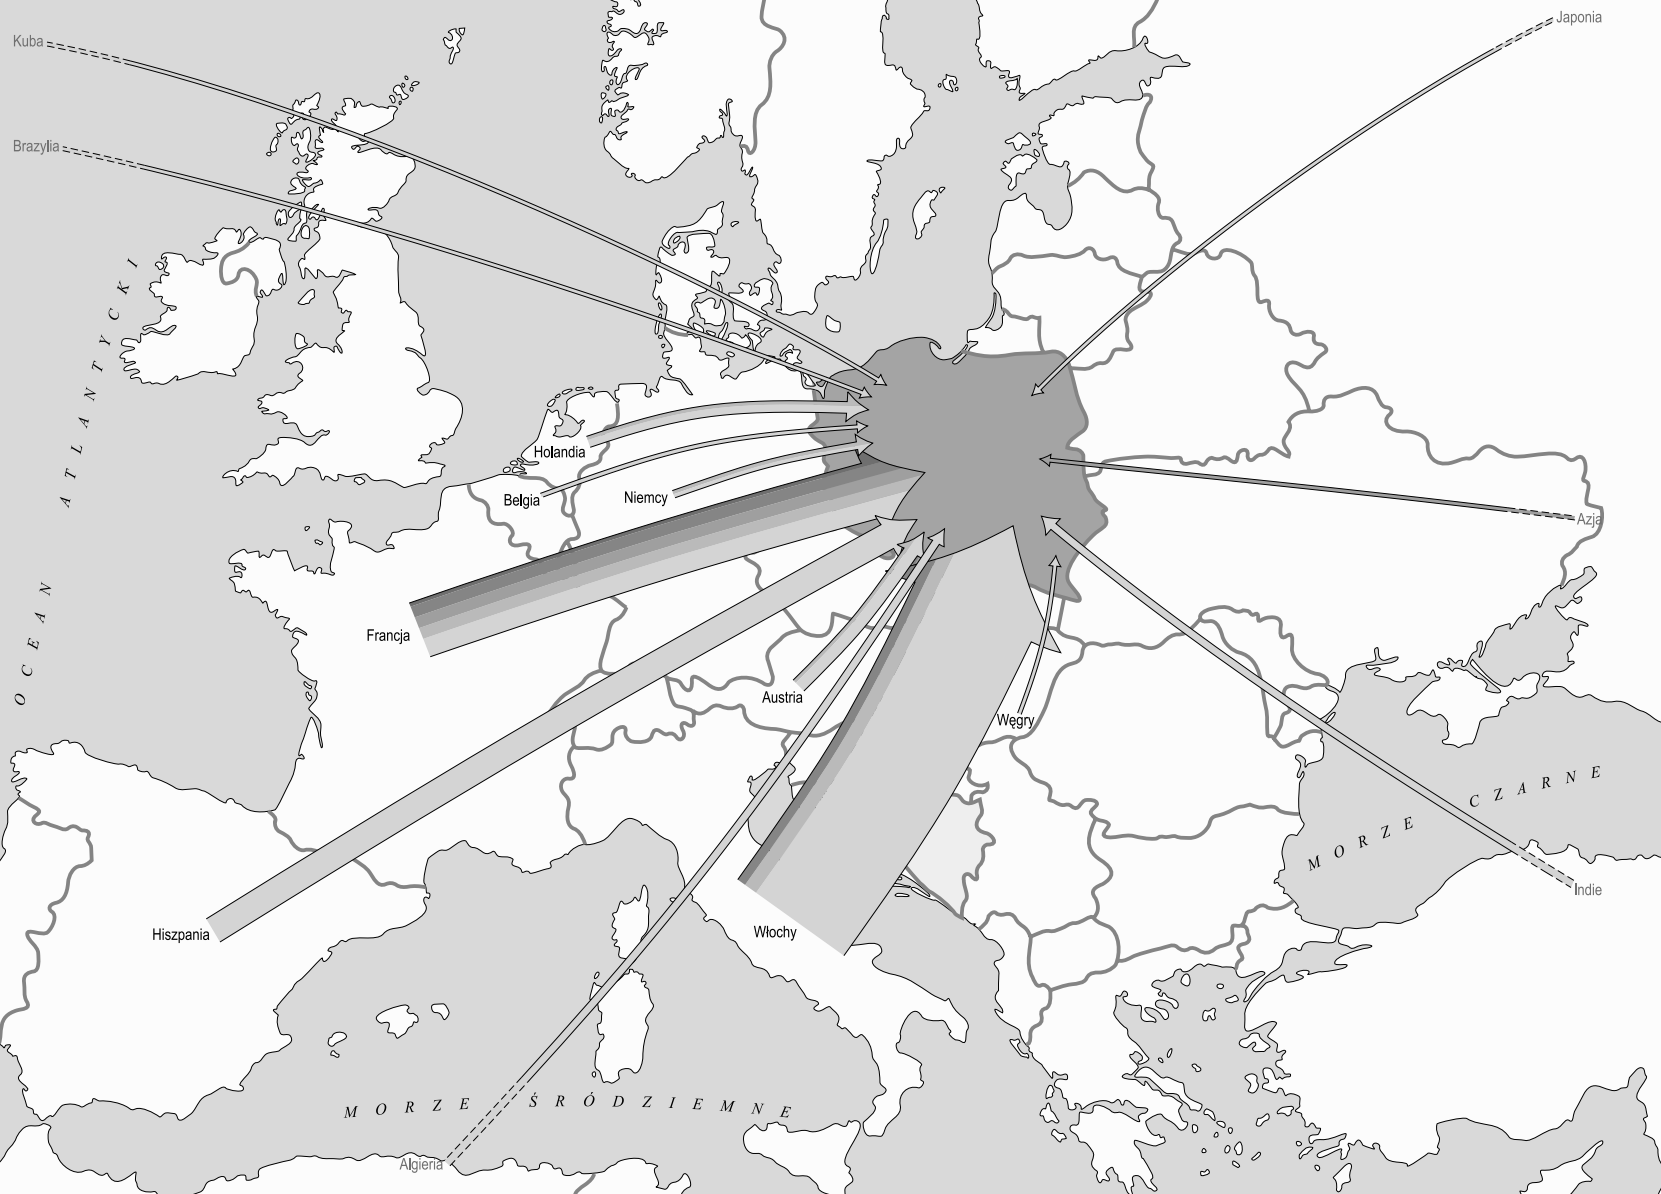 Japonia
Kuba
Brazylia
OCEAN ATLANTYCKI
Holandia
Belgia
Niemcy
Azja
Francja
Austria
Węgry
MORZE CZARNE
Indie
Hiszpania
Włochy
MORZE ŚRÓDZIEMNE
Algieria